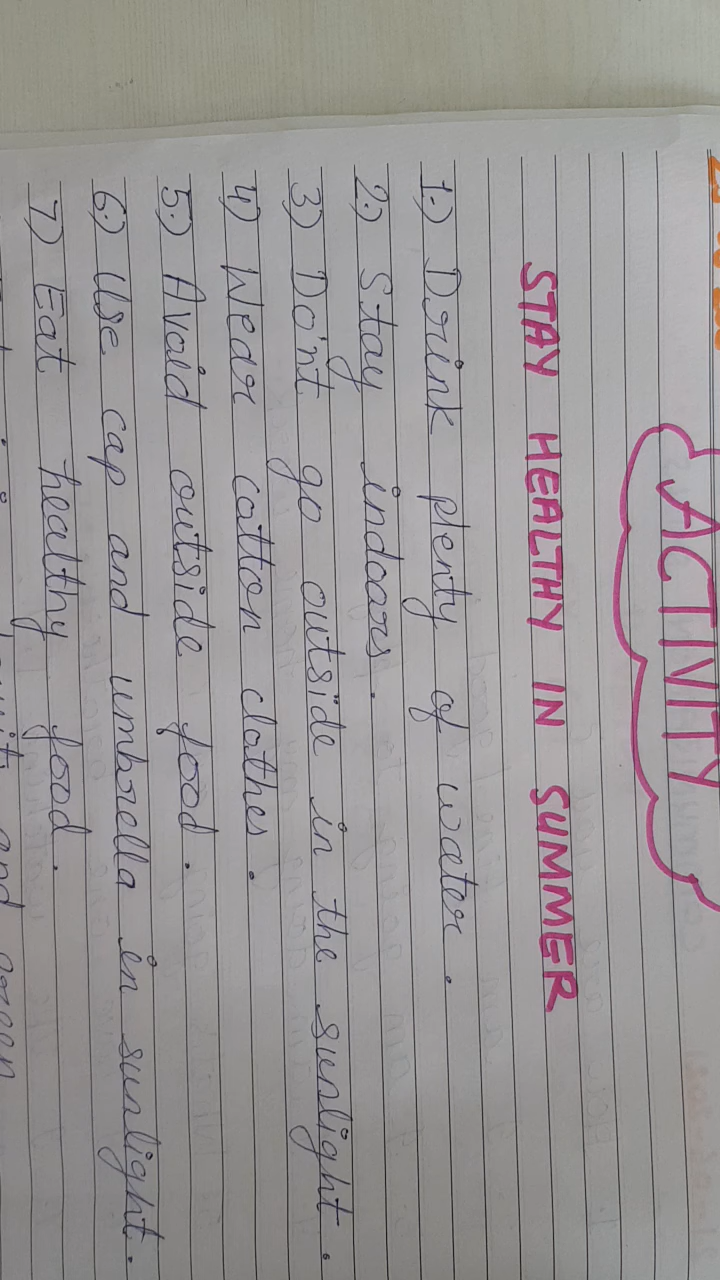 ACTIVITY
STAY HEALTHY IN SUMMER
1.) Drink plenty of water.
2.) Stay indoors.
3.) Do'nt go outside in the sunlight.
4.) Wear cotton clothes.
5.) Avoid outside food.
6.) Use cap and umbrella in sunlight.
7.) Eat healthy food.